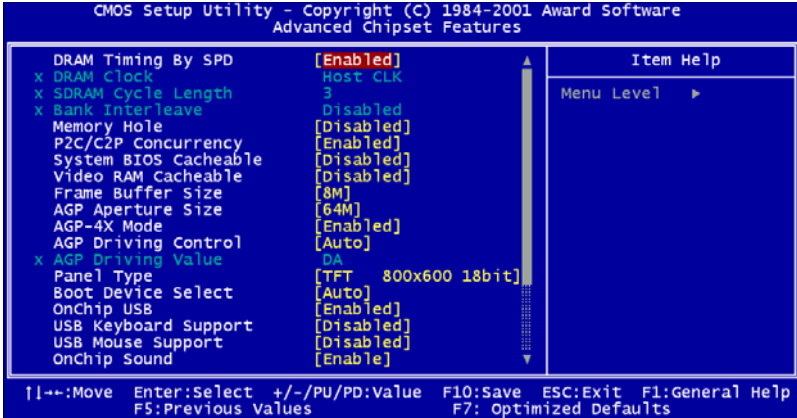 CMOS Setup Utility - Copyright (C) 1984-2001 Award Software
Advanced Chipset Features
DRAM Timing By SPD [Enabled]
x DRAM Clock Host CLK
x SDRAM Cycle Length 3
x Bank Interleave Disabled
Memory Hole [Disabled]
P2C/C2P Concurrency [Enabled]
System BIOS Cacheable [Disabled]
Video RAM Cacheable [Disabled]
Frame Buffer Size [8M]
AGP Aperture Size [64M]
AGP-4X Mode [Enabled]
AGP Driving Control [Auto]
x AGP Driving Value DA
Panel Type [TFT 800x600 18bit]
Boot Device Select [Auto]
OnChip USB [Enabled]
USB Keyboard Support [Disabled]
USB Mouse Support [Disabled]
OnChip Sound [Enable]
Item Help
Menu Level ▶
↑↓→←:Move Enter:Select +/-/PU/PD:Value F10:Save ESC:Exit F1:General Help
F5:Previous Values F7: Optimized Defaults